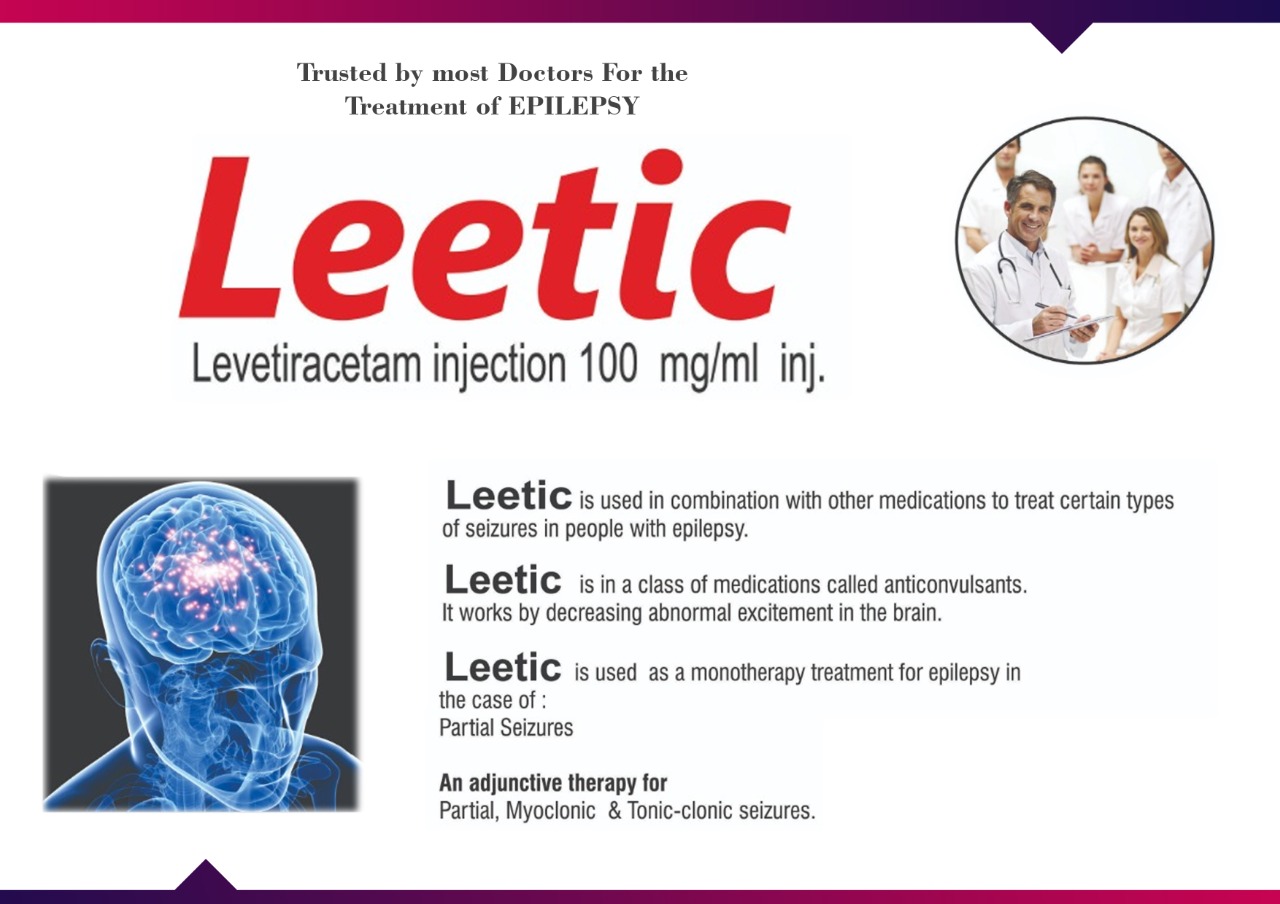 Trusted by most Doctors For the
Treatment of EPILEPSY
Leetic
Levetiracetam injection 100 mg/ml inj.
Leetic is used in combination with other medications to treat certain types
of seizures in people with epilepsy.
Leetic is in a class of medications called anticonvulsants.
It works by decreasing abnormal excitement in the brain.
Leetic is used as a monotherapy treatment for epilepsy in
the case of :
Partial Seizures
An adjunctive therapy for
Partial, Myoclonic & Tonic-clonic seizures.